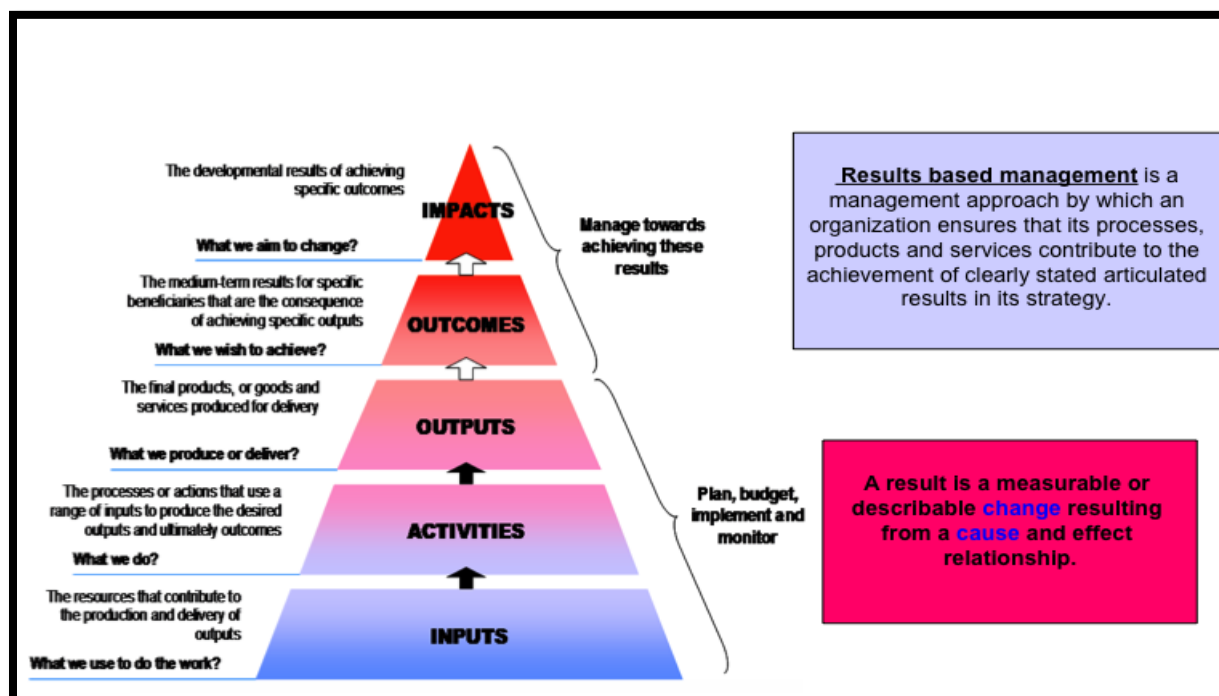 The developmental results of achieving
specific outcomes
IMPACTS
What we aim to change?
The medium-term results for specific
beneficiaries that are the consequence
of achieving specific outputs
OUTCOMES
What we wish to achieve?
The final products, or goods and
services produced for delivery
OUTPUTS
What we produce or deliver?
The processes or actions that use a
range of inputs to produce the desired
outputs and ultimately outcomes
ACTIVITIES
What we do?
The resources that contribute to
the production and delivery of
outputs
INPUTS
What we use to do the work?
Manage towards
achieving these
results
Plan, budget,
implement and
monitor
Results based management is a
management approach by which an
organization ensures that its processes,
products and services contribute to the
achievement of clearly stated articulated
results in its strategy.
A result is a measurable or
describable change resulting
from a cause and effect
relationship.